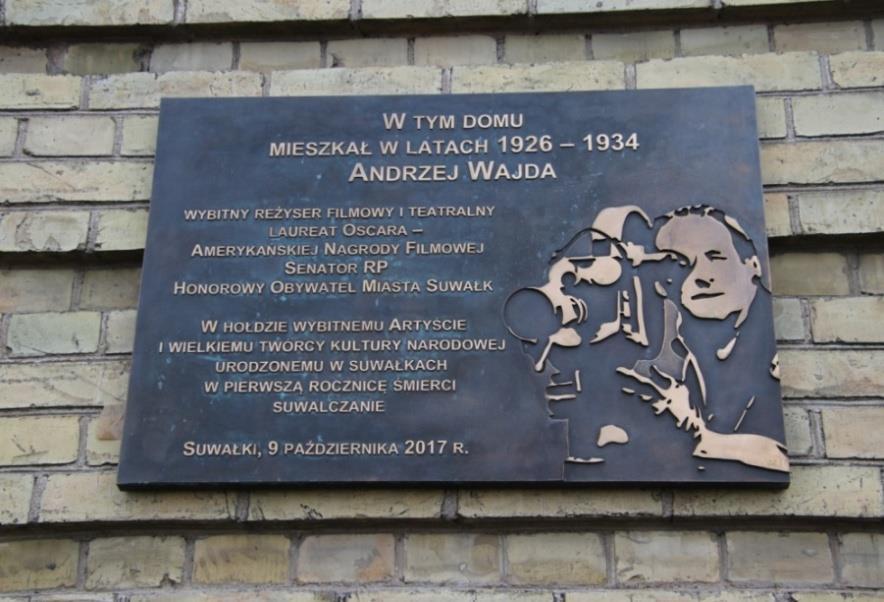 W TYM DOMU
MIESZKAŁ W LATACH 1926 – 1934
ANDRZEJ WAJDA
WYBITNY REŻYSER FILMOWY I TEATRALNY
LAUREAT OSCARA –
AMERYKAŃSKIEJ NAGRODY FILMOWEJ
SENATOR RP
HONOROWY OBYWATEL MIASTA SUWAŁK
W HOŁDZIE WYBITNEMU ARTYŚCIE
I WIELKIEMU TWÓRCY KULTURY NARODOWEJ
URODZONEMU W SUWAŁKACH
W PIERWSZĄ ROCZNICĘ ŚMIERCI
SUWALCZANIE
SUWAŁKI, 9 PAŹDZIERNIKA 2017 R.